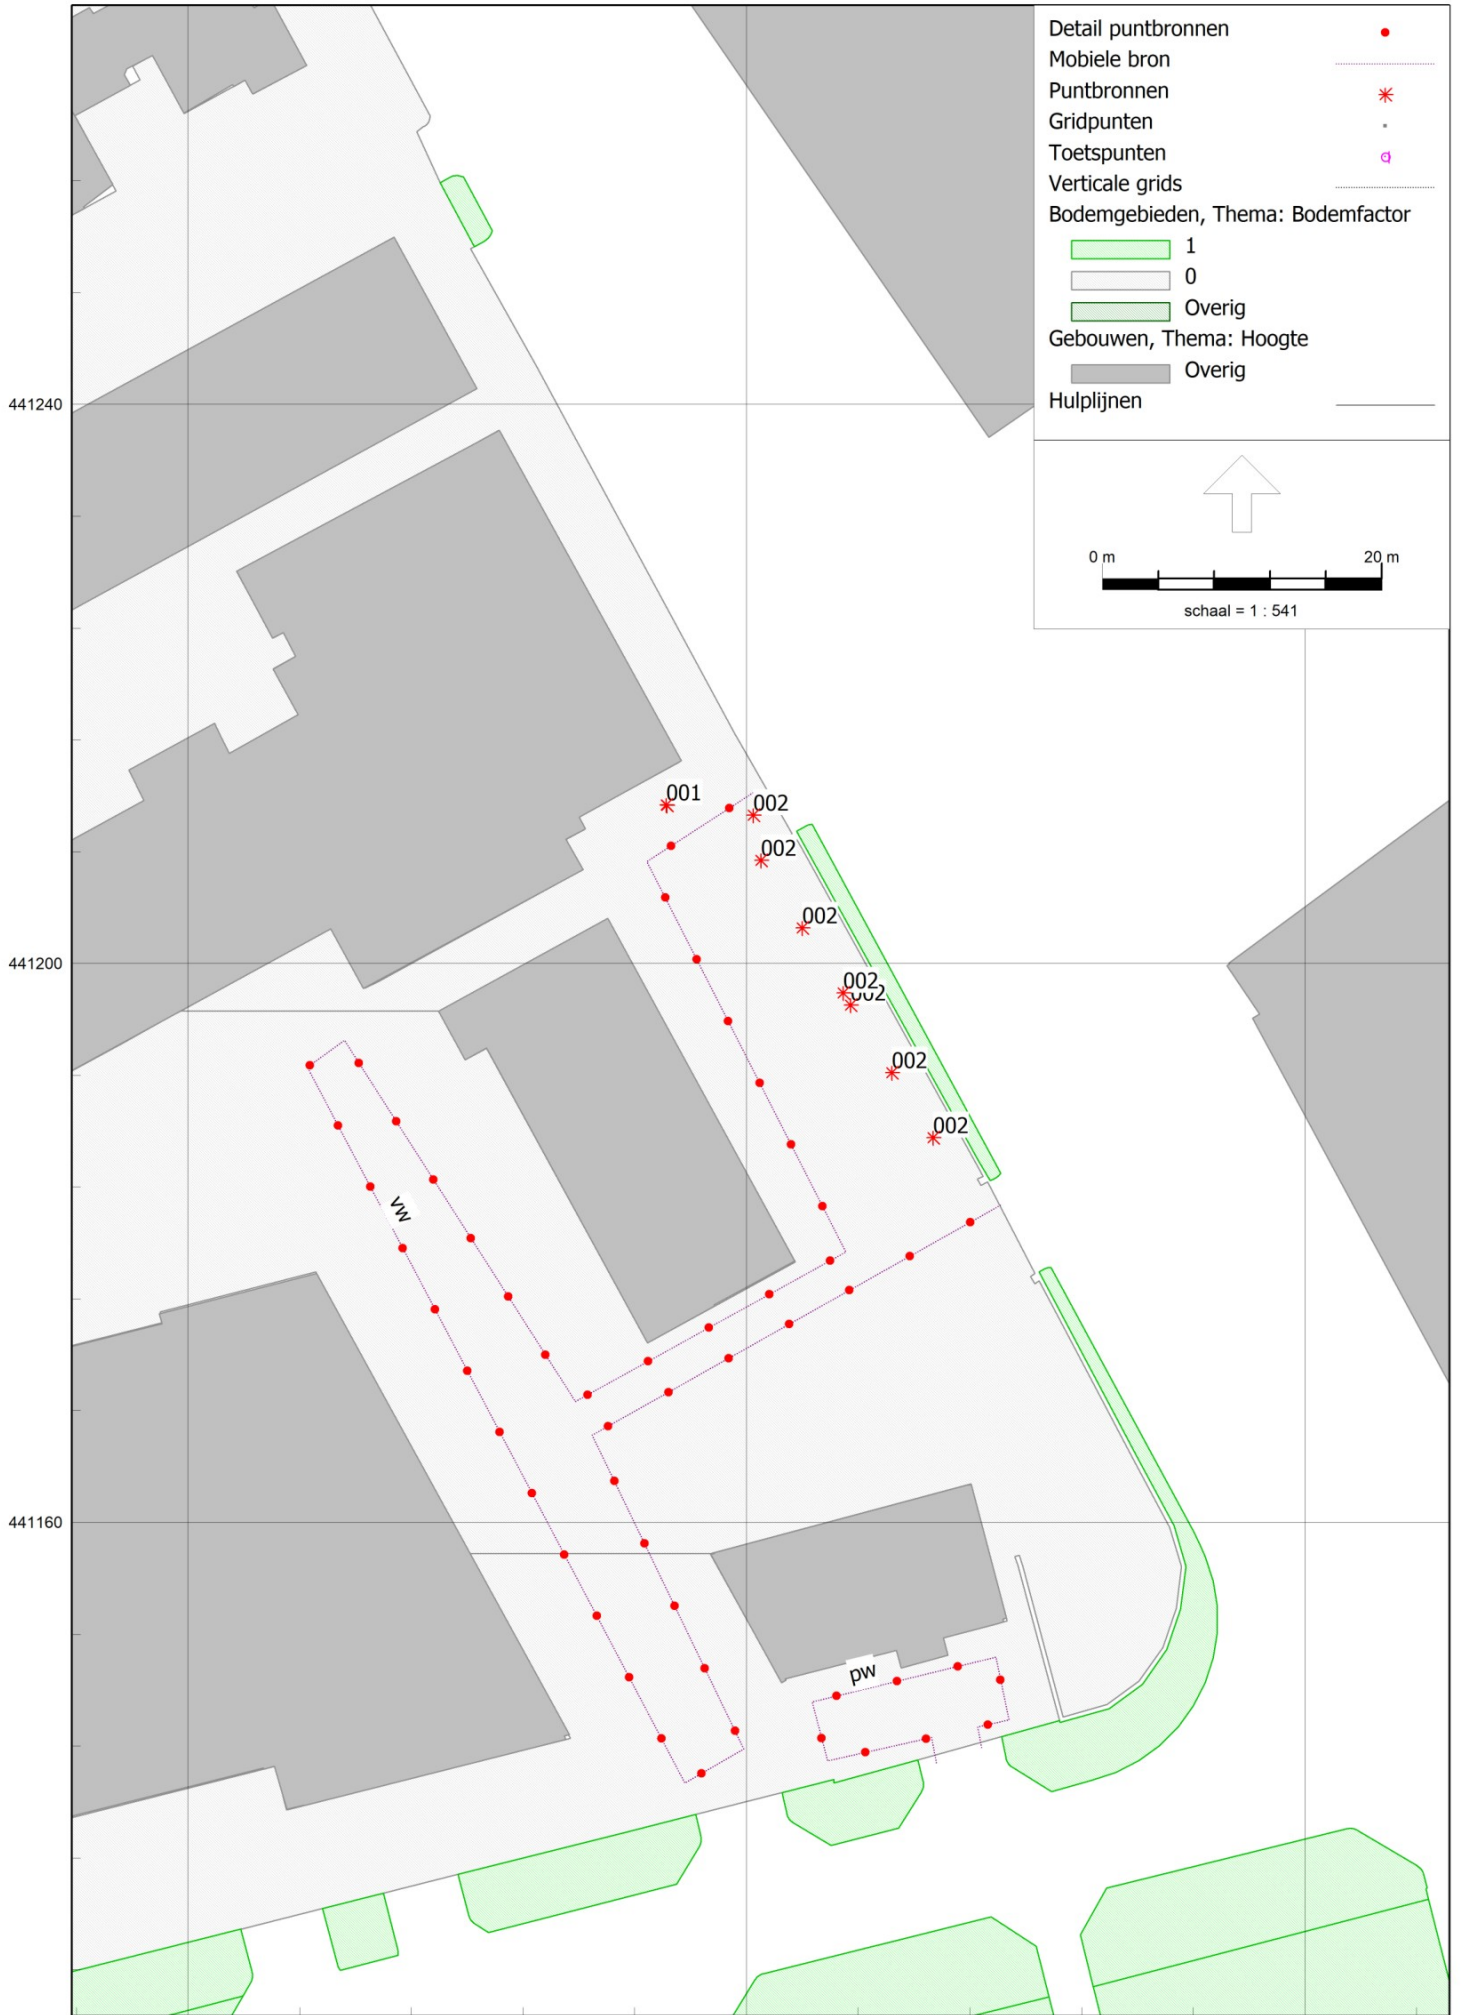 Detail puntbronnen
Mobiele bron
Puntbronnen
Gridpunten
Toetspunten
Verticale grids
Bodemgebieden, Thema: Bodemfactor
1
0
Overig
Gebouwen, Thema: Hoogte
Overig
Hulplijnen
441240
0 m 20 m
schaal = 1 : 541
001
002
002
002
441200
002
002
002
002
vw
441160
pw